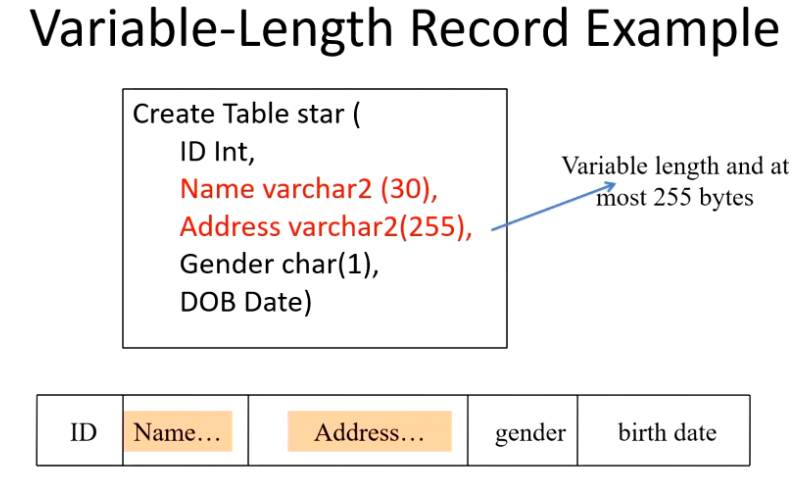 Variable-Length Record Example
Create Table star (
ID Int,
Name varchar2 (30),
Address varchar2(255),
Gender char(1),
DOB Date)
Variable length and at
most 255 bytes
ID Name… Address… gender birth date